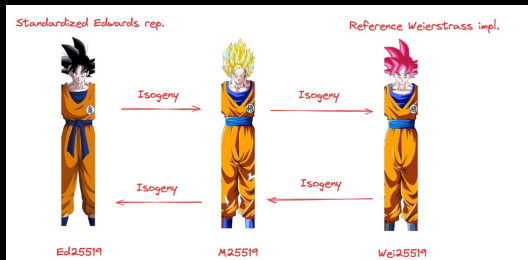 Standardized Edwards rep.
Reference Weierstrass impl.
Isogeny
Isogeny
Isogeny
Isogeny
Ed25519
M25519
Wei25519